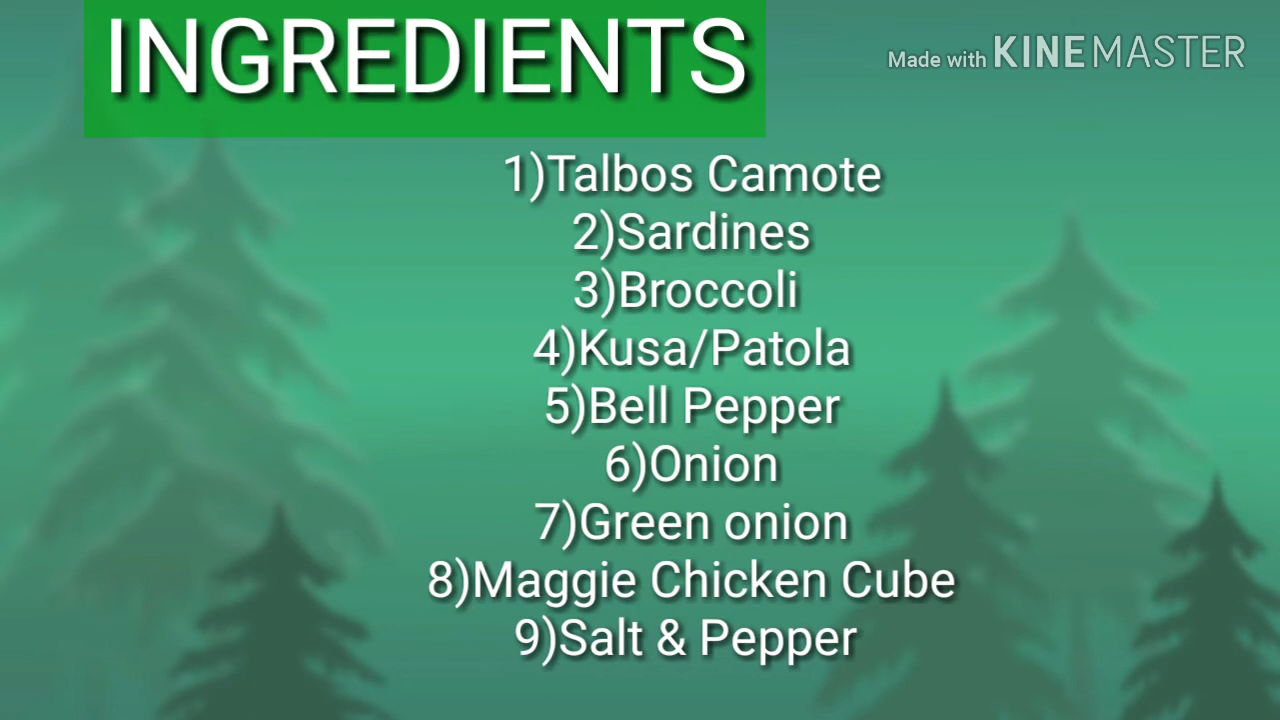 INGREDIENTS
Made with KINEMASTER
1)Talbos Camote
2)Sardines
3)Broccoli
4)Kusa/Patola
5)Bell Pepper
6)Onion
7)Green onion
8)Maggie Chicken Cube
9)Salt & Pepper